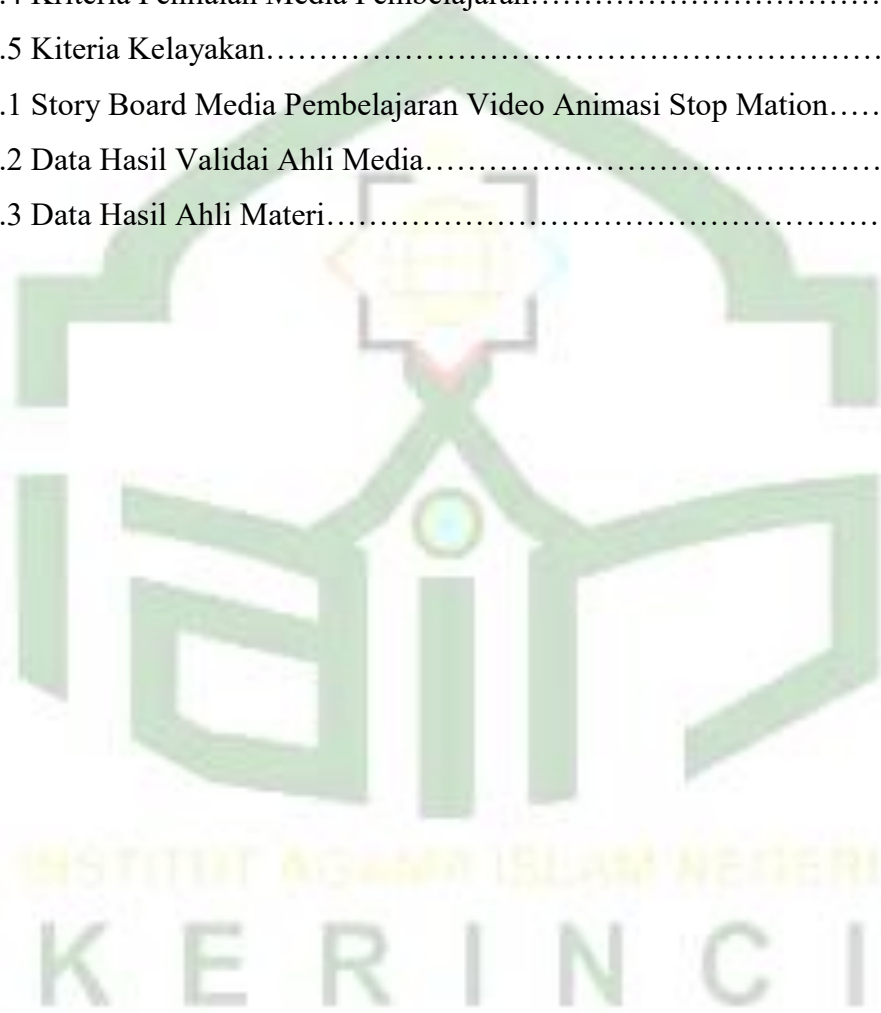 .4 Kriteria Penilaian Media Pembelajaran……………………………
.5 Kiteria Kelayakan………………………………………………………
.1 Story Board Media Pembelajaran Video Animasi Stop Mation……
.2 Data Hasil Validai Ahli Media…………………………………………
.3 Data Hasil Ahli Materi……………………………………………………
INSTITUT AGAMA ISLAM NEGERI
KERINCI